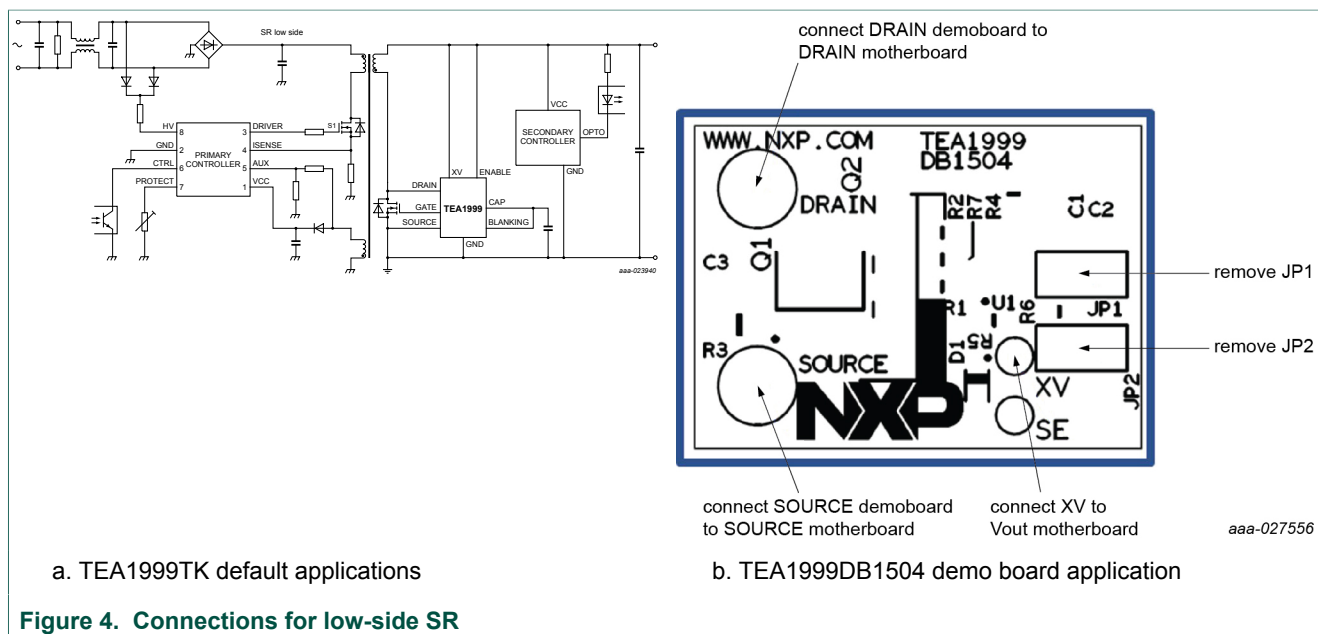 SR low side
HV
8
GND
2
CTRL
6
PROTECT
7
PRIMARY
CONTROLLER
3
DRIVER
4
ISENSE
5
AUX
1
VCC
S1
XV
ENABLE
DRAIN
GATE
SOURCE
TEA1999
CAP
BLANKING
GND
VCC
SECONDARY
CONTROLLER
OPTO
GND
aaa-023940
connect DRAIN demoboard to
DRAIN motherboard
WWW.NXP.COM
TEA1999
DB1504
Q2
DRAIN
R2
R7
R4
C1
C2
C3
Q1
remove JP1
R1
U1
R6
JP1
R3
SOURCE
D1
R5
remove JP2
XV
JP2
NXP
SE
connect SOURCE demoboard
to SOURCE motherboard
connect XV to
Vout motherboard
aaa-027556
a. TEA1999TK default applications
b. TEA1999DB1504 demo board application
Figure 4. Connections for low-side SR